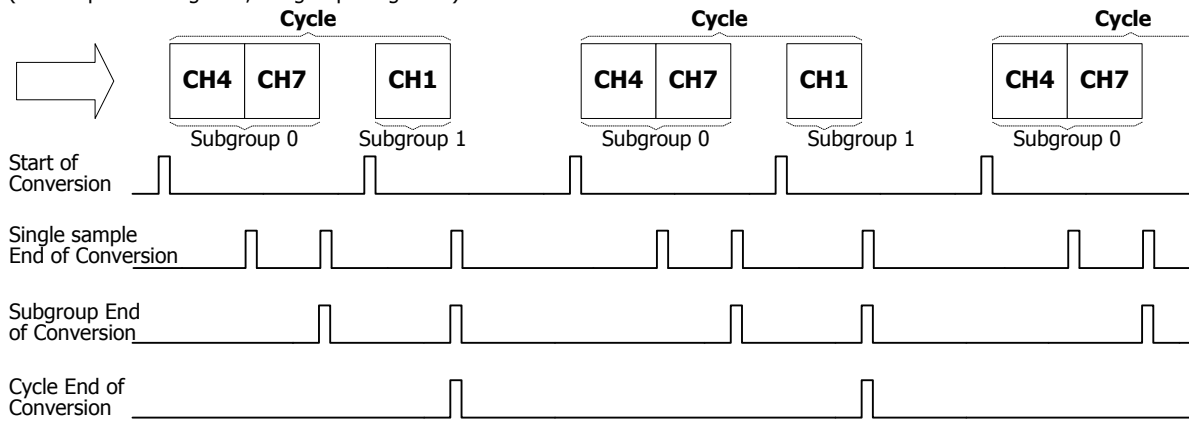 Cycle Cycle Cycle
CH4 CH7 CH1 CH4 CH7 CH1 CH4 CH7
Subgroup 0 Subgroup 1 Subgroup 0 Subgroup 1 Subgroup 0
Start of
Conversion
Single sample
End of Conversion
Subgroup End
of Conversion
Cycle End of
Conversion